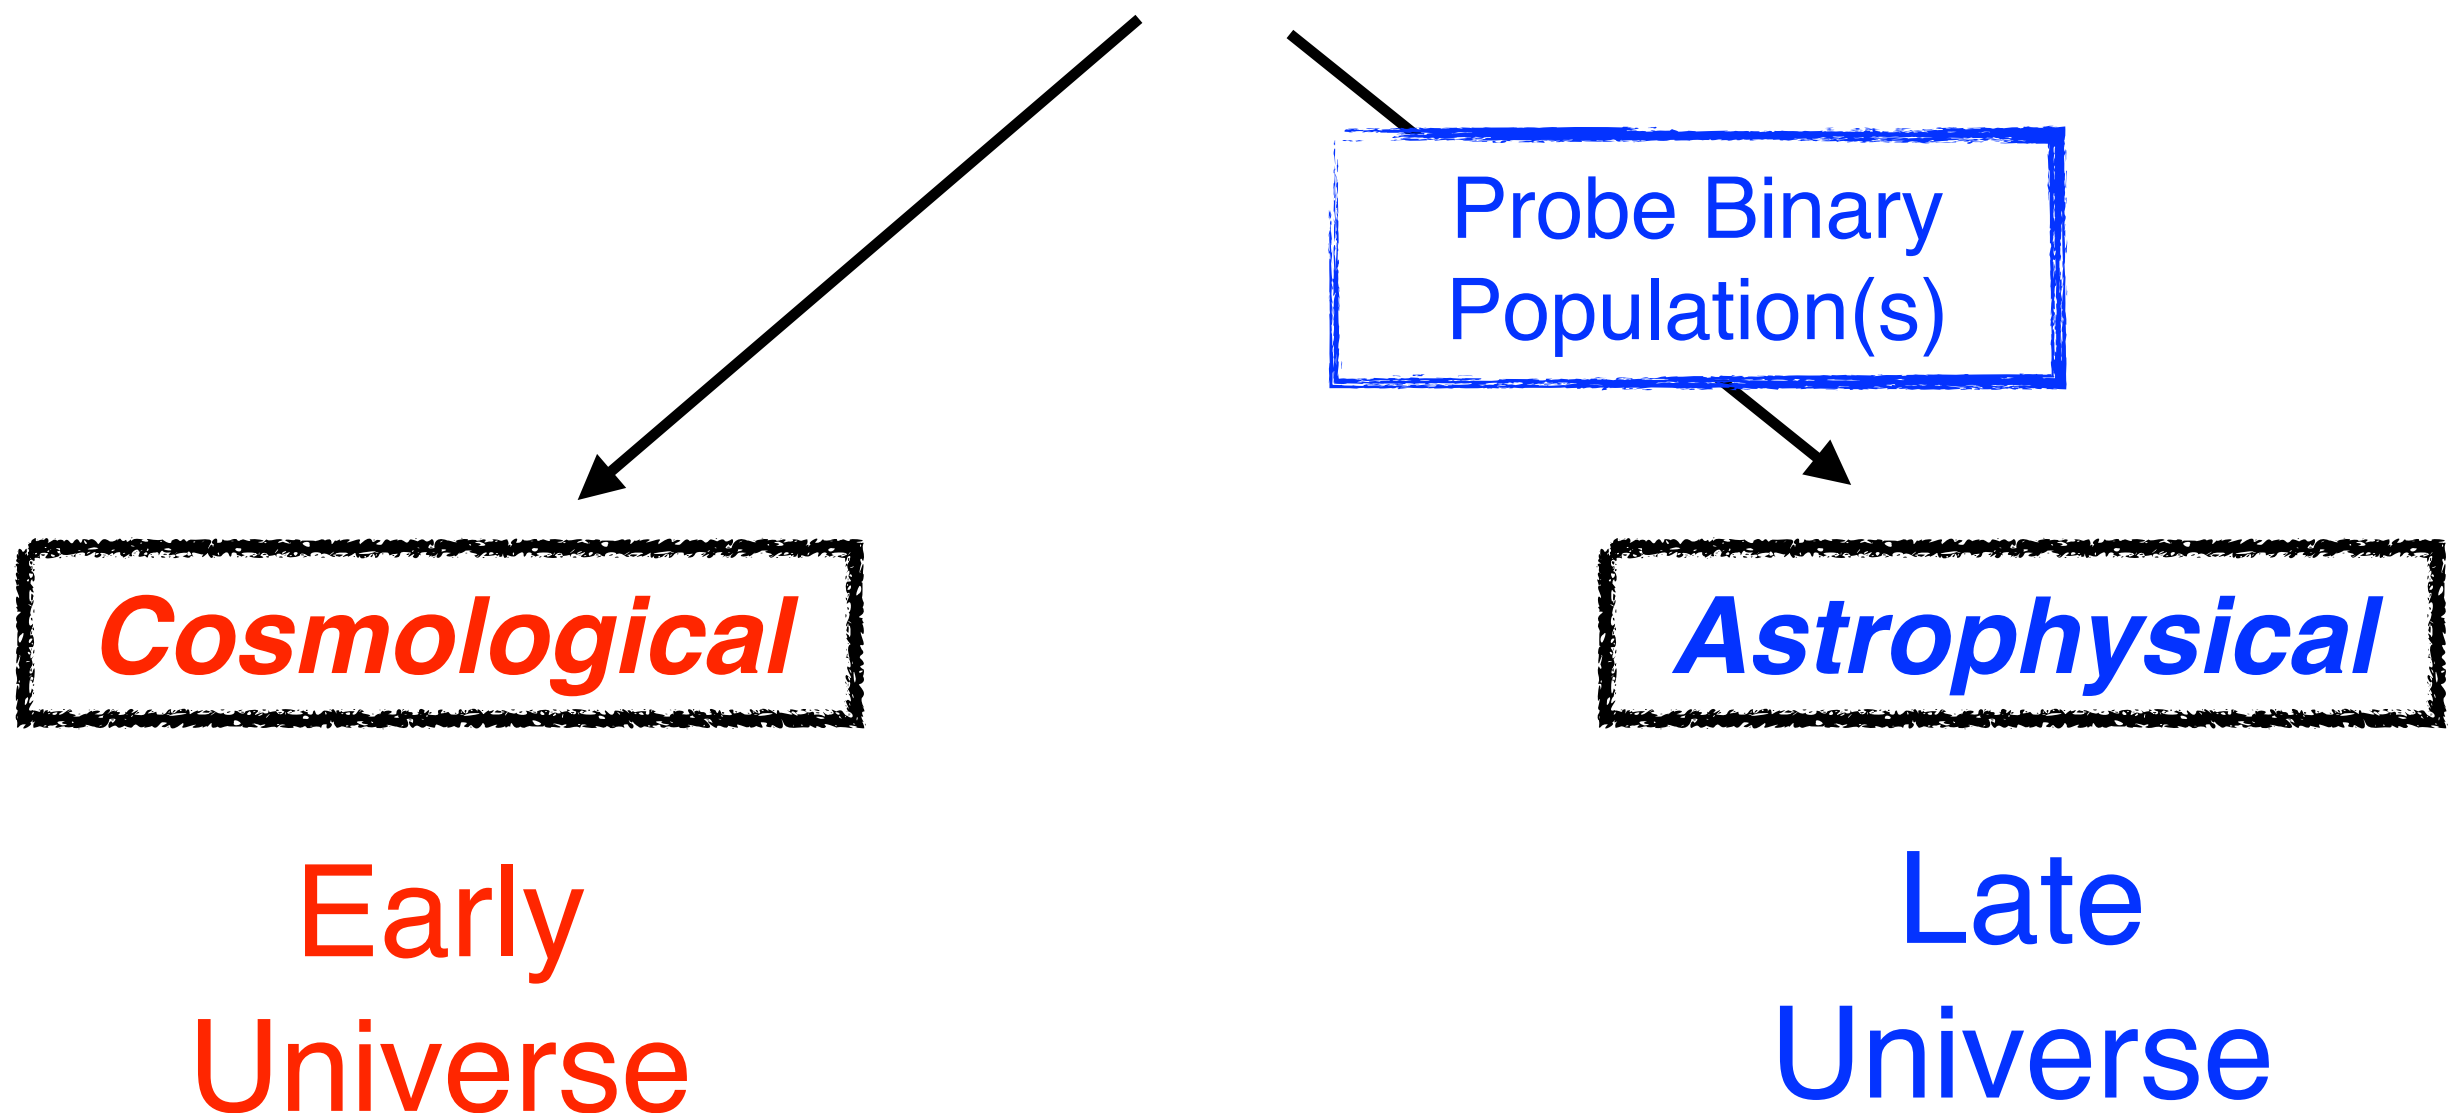 Probe Binary
Population(s)
Cosmological
Astrophysical
Early
Universe
Late
Universe